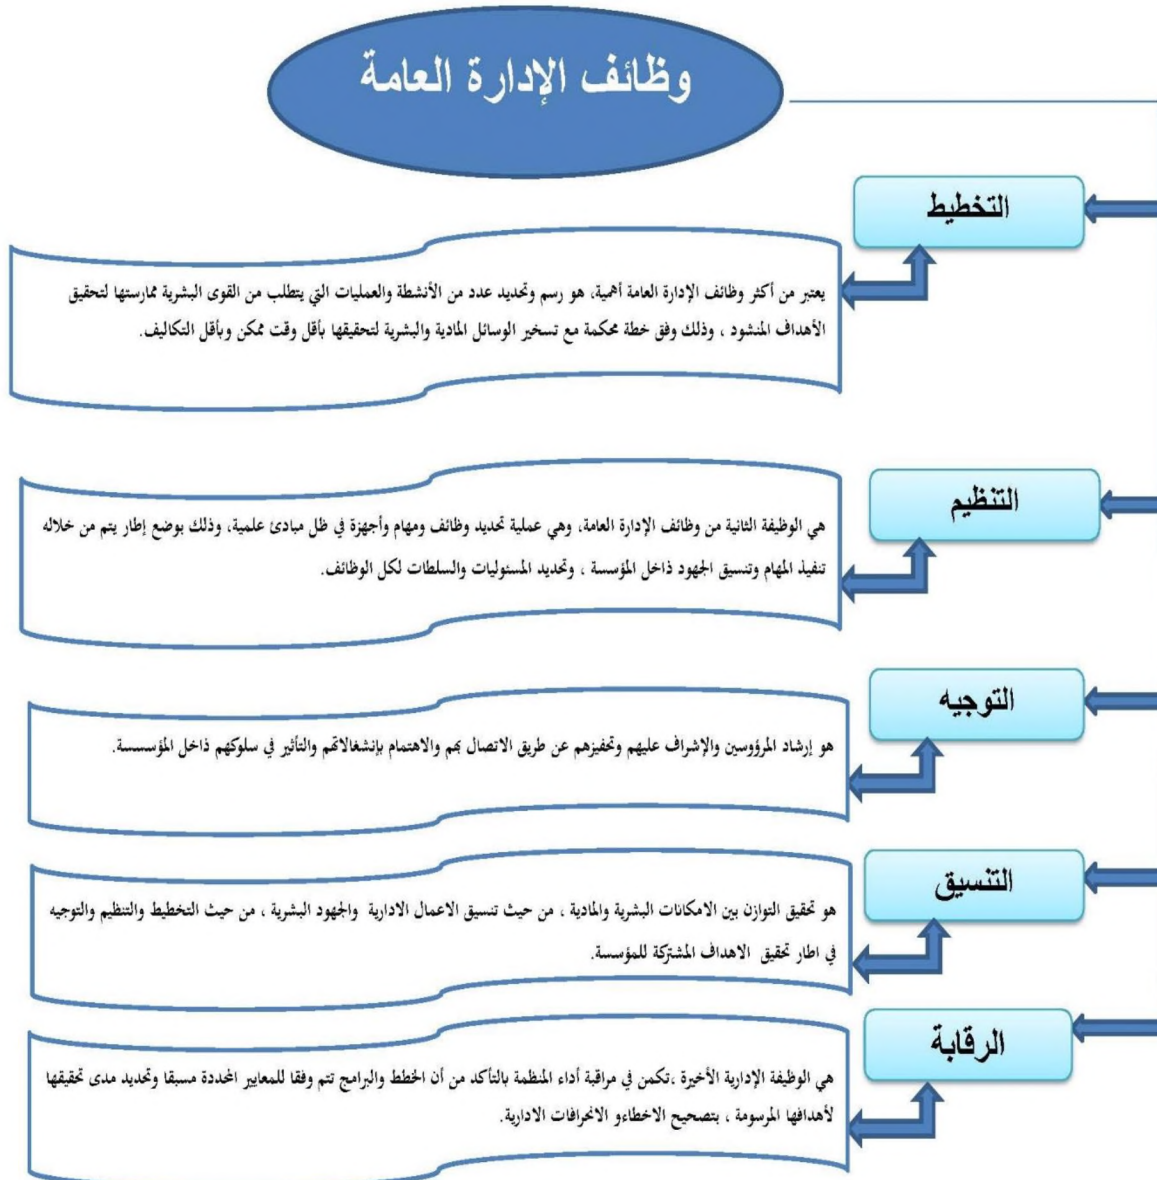 وظائف الإدارة العامة
التخطيط
يعتبر من أكثر وظائف الإدارة العامة أهمية، هو رسم وتحديد عدد من الأنشطة والعمليات التي يتطلب من القوى البشرية ممارستها لتحقيق
الأهداف المنشود ، وذلك وفق خطة محكمة مع تسخير الوسائل المادية والبشرية لتحقيقها بأقل وقت ممكن وبأقل التكاليف.
التنظيم
هي الوظيفة الثانية من وظائف الإدارة العامة، وهي عملية تحديد وظائف ومهام وأجهزة في ظل مبادئ علمية، وذلك بوضع إطار يتم من خلاله
تنفيذ المهام وتنسيق الجهود ذاخل المؤسسة ، وتحديد المسئوليات والسلطات لكل الوظائف.
التوجيه
هو إرشاد المرؤوسين والإشراف عليهم وتحفيزهم عن طريق الاتصال بهم والاهتمام بإنشغالاتهم والتأثير في سلوكهم ذاخل المؤسسسة.
التنسيق
هو تحقيق التوازن بين الامكانات البشرية والمادية ، من حيث تنسيق الاعمال الادارية والجهود البشرية ، من حيث التخطيط والتنظيم والتوجيه
في اطار تحقيق الاهداف المشتركة للمؤسسة.
الرقابة
هي الوظيفة الإدارية الأخيرة ،تكمن في مراقبة أداء المنظمة بالتأكد من أن الخطط والبرامج تتم وفقا للمعايير المحددة مسبقا وتحديد مدى تحقيقها
لأهدافها المرسومة ، بتصحيح الاخطاءو الانحرافات الادارية.